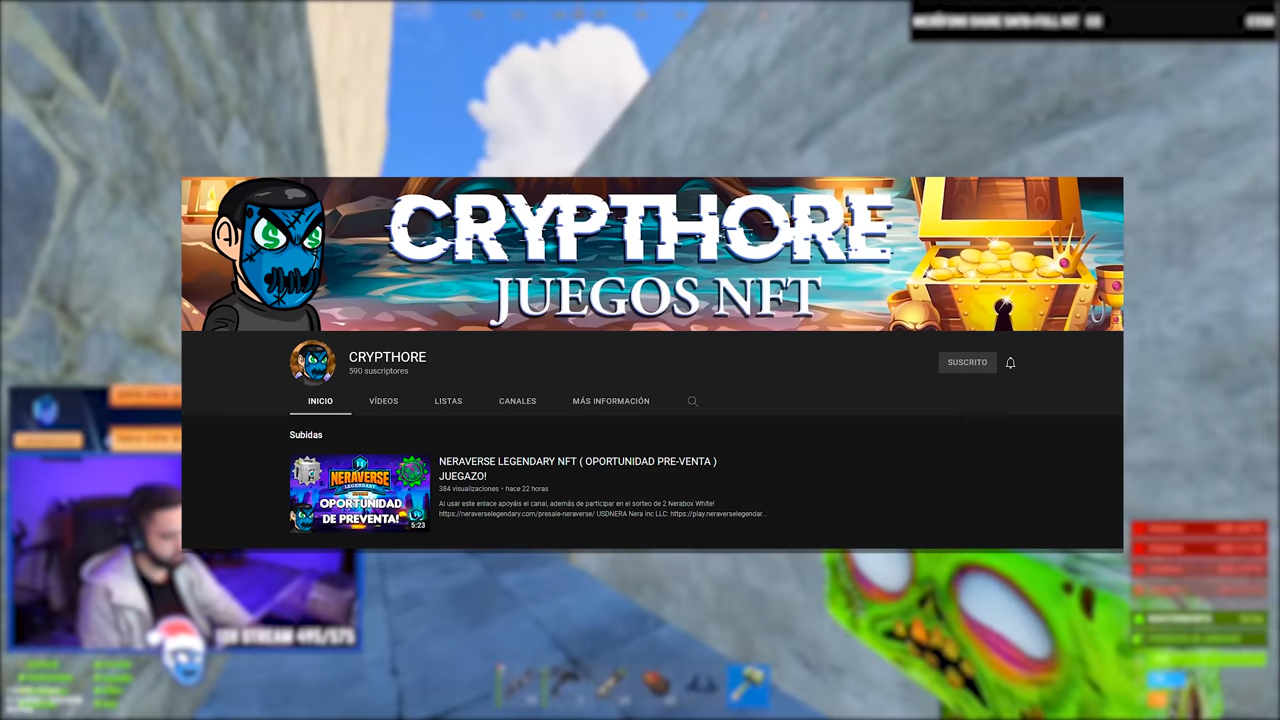 CRYPTHORE
JUEGOS NFT
CRYPTHORE
590 suscriptores
SUSCRITO
INICIO
VÍDEOS
LISTAS
CANALES
MÁS INFORMACIÓN
Subidas
NERAVERSE
LEGENDARY
OPORTUNIDAD
DE PREVENTA!
5:23
NERAVERSE LEGENDARY NFT ( OPORTUNIDAD PRE-VENTA )
JUEGAZO!
384 visualizaciones • hace 22 horas
Al usar este enlace apoyáis el canal, además de participar en el sorteo de 2 Nerabox White!
https://neraverselegendary.com/presale-neraverse/ USDNERA Nera Inc LLC: https://play.neraverselegendar...